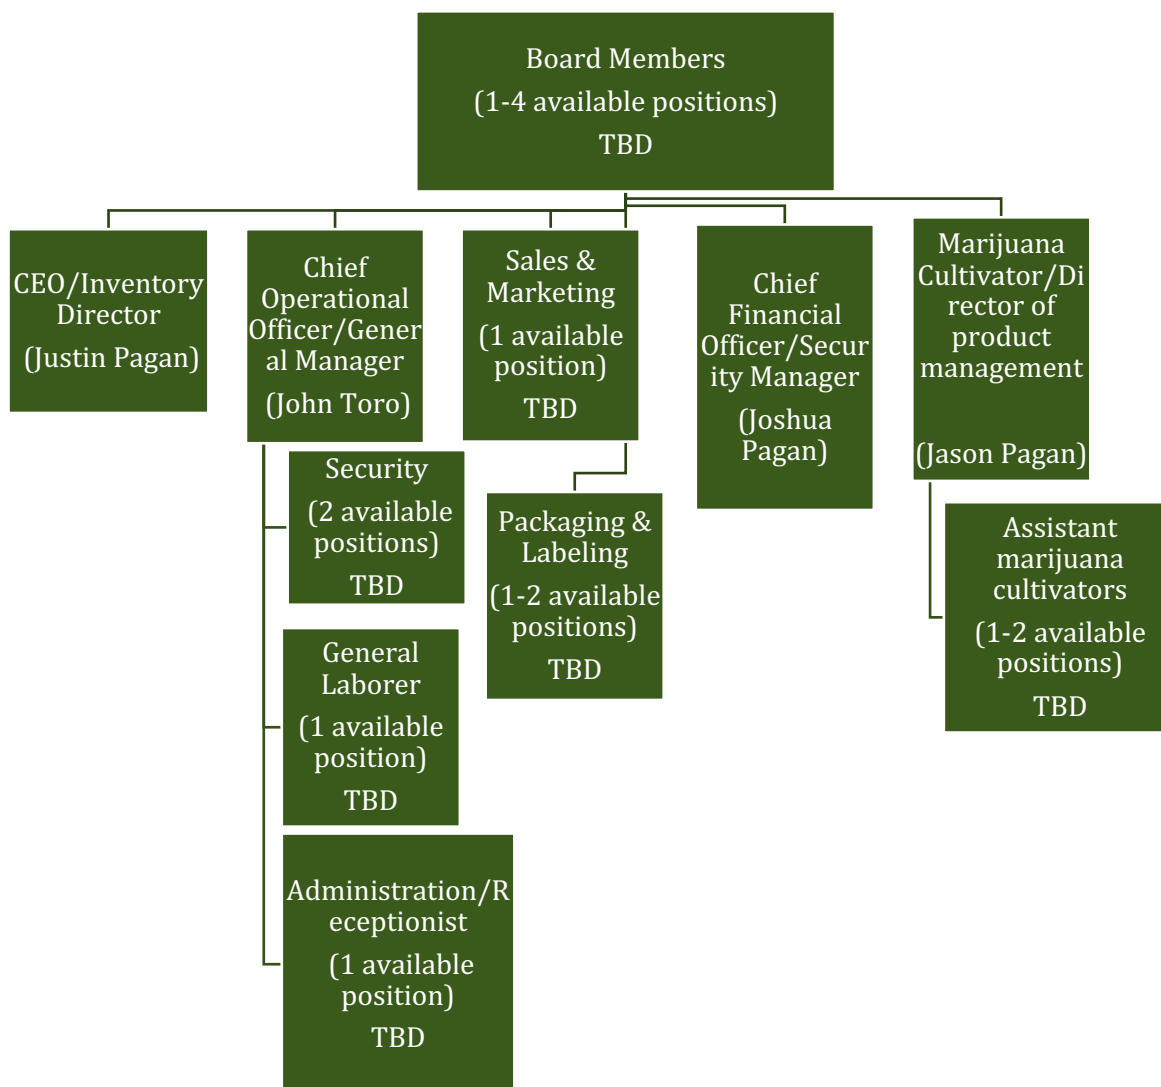 Board Members
(1-4 available positions)
TBD
CEO/Inventory
Director
(Justin Pagan)
Chief
Operational
Officer/Gener
al Manager
(John Toro)
Sales &
Marketing
(1 available
position)
TBD
Chief
Financial
Officer/Secur
ity Manager
(Joshua
Pagan)
Marijuana
Cultivator/Di
rector of
product
management
(Jason Pagan)
Security
(2 available
positions)
TBD
Packaging &
Labeling
(1-2 available
positions)
TBD
Assistant
marijuana
cultivators
(1-2 available
positions)
TBD
General
Laborer
(1 available
position)
TBD
Administration/R
eceptionist
(1 available
position)
TBD